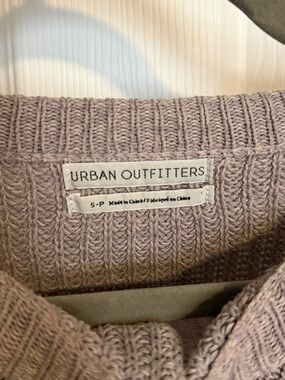 URBAN OUTFITTERS
S-P Made in China / Fabriqué en Chine